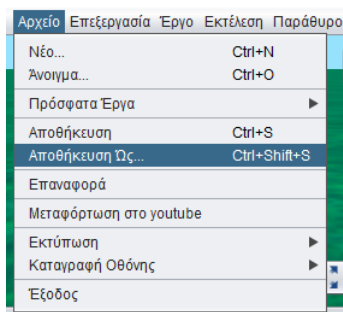 Αρχείο Επεξεργασία Έργο Εκτέλεση Παράθυρο
Νέο... Ctrl+N
Άνοιγμα... Ctrl+O
Πρόσφατα Έργα
Αποθήκευση Ctrl+S
Αποθήκευση Ώς... Ctrl+Shift+S
Επαναφορά
Μεταφόρτωση στο youtube
Εκτύπωση
Καταγραφή Οθόνης
Έξοδος